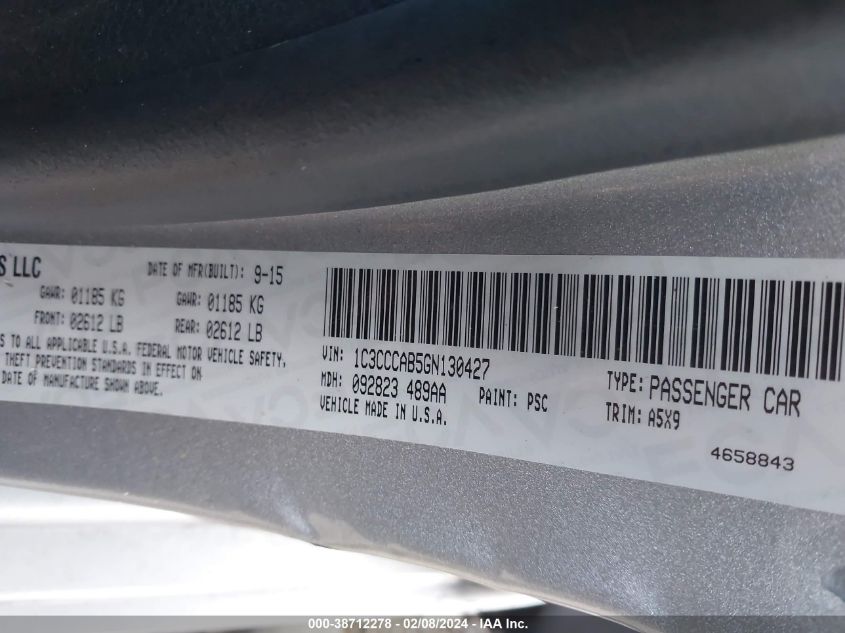 S LLC
DATE OF MFR(BUILT): 9-15
GAWR: 01185 KG GAWR: 01185 KG
FRONT: 02612 LB REAR: 02612 LB
S TO ALL APPLICABLE U.S.A. FEDERAL MOTOR VEHICLE SAFETY,
THEFT PREVENTION STANDARDS IN EFFECT ON
DATE OF MANUFACTURE SHOWN ABOVE.
VIN: 1C3CCCAB5GN130427
MDH: 092823 489AA PAINT: PSC
VEHICLE MADE IN U.S.A.
TYPE: PASSENGER CAR
TRIM: A5X9
4658843
000-38712278 - 02/08/2024 - IAA Inc.